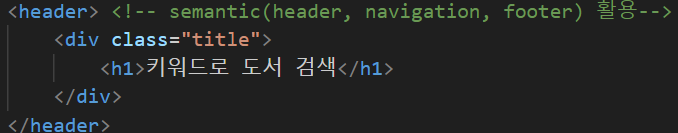 <header> <!-- semantic(header, navigation, footer) 활용-->
<div class="title">
<h1>키워드로 도서 검색</h1>
</div>
</header>